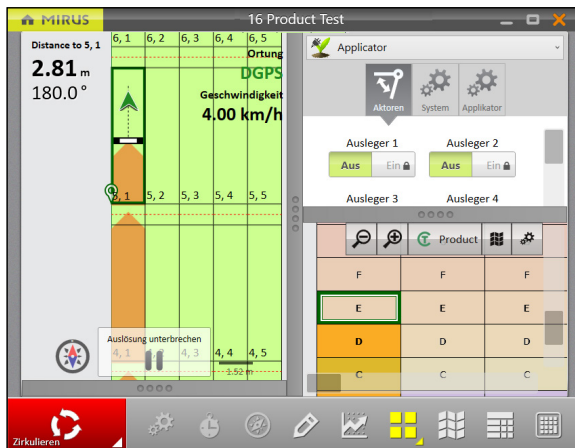 MIRUS
16 Product Test
Distance to 5, 1
2.81 m
180.0 °
6, 1 6, 2 6, 3 6, 4 6, 5
Ortung
DGPS
Geschwindigkeit
4.00 km/h
5, 1 5, 2 5, 3 5, 4 5, 5
Auslösung unterbrechen
4, 1 4, 3 4, 4 4, 5
1.52 m
Applicator
Aktoren System Applikator
Ausleger 1 Ausleger 2
Aus Ein Aus Ein
Ausleger 3 Ausleger 4
Product
F F F
E E E
D D D
C C C
Zirkulieren